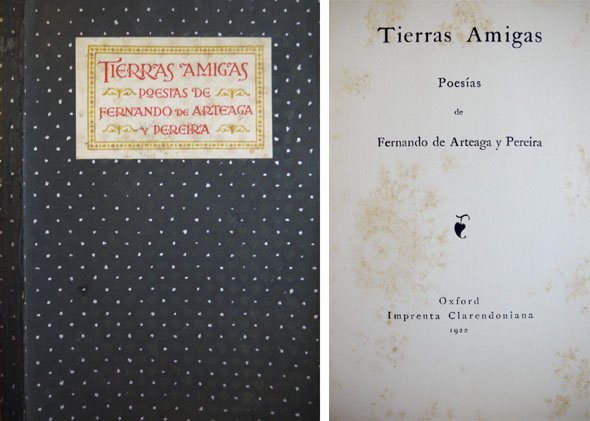 TIERRAS AMIGAS
POESIAS DE
FERNANDO DE ARTEAGA
Y PEREIRA
Tierras Amigas
Poesías
de
Fernando de Arteaga y Pereira
Oxford
Imprenta Clarendoniana
1922